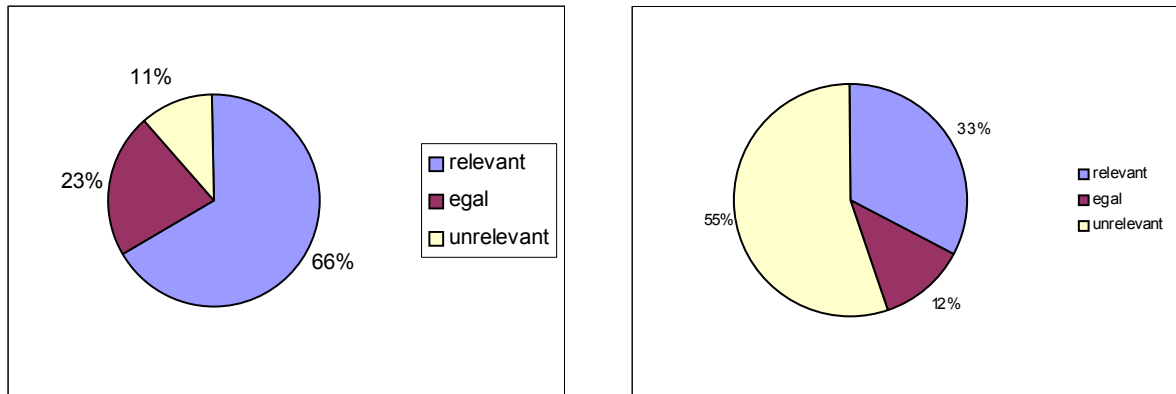 11%
23%
66%
relevant
egal
unrelevant
33%
55%
12%
relevant
egal
unrelevant